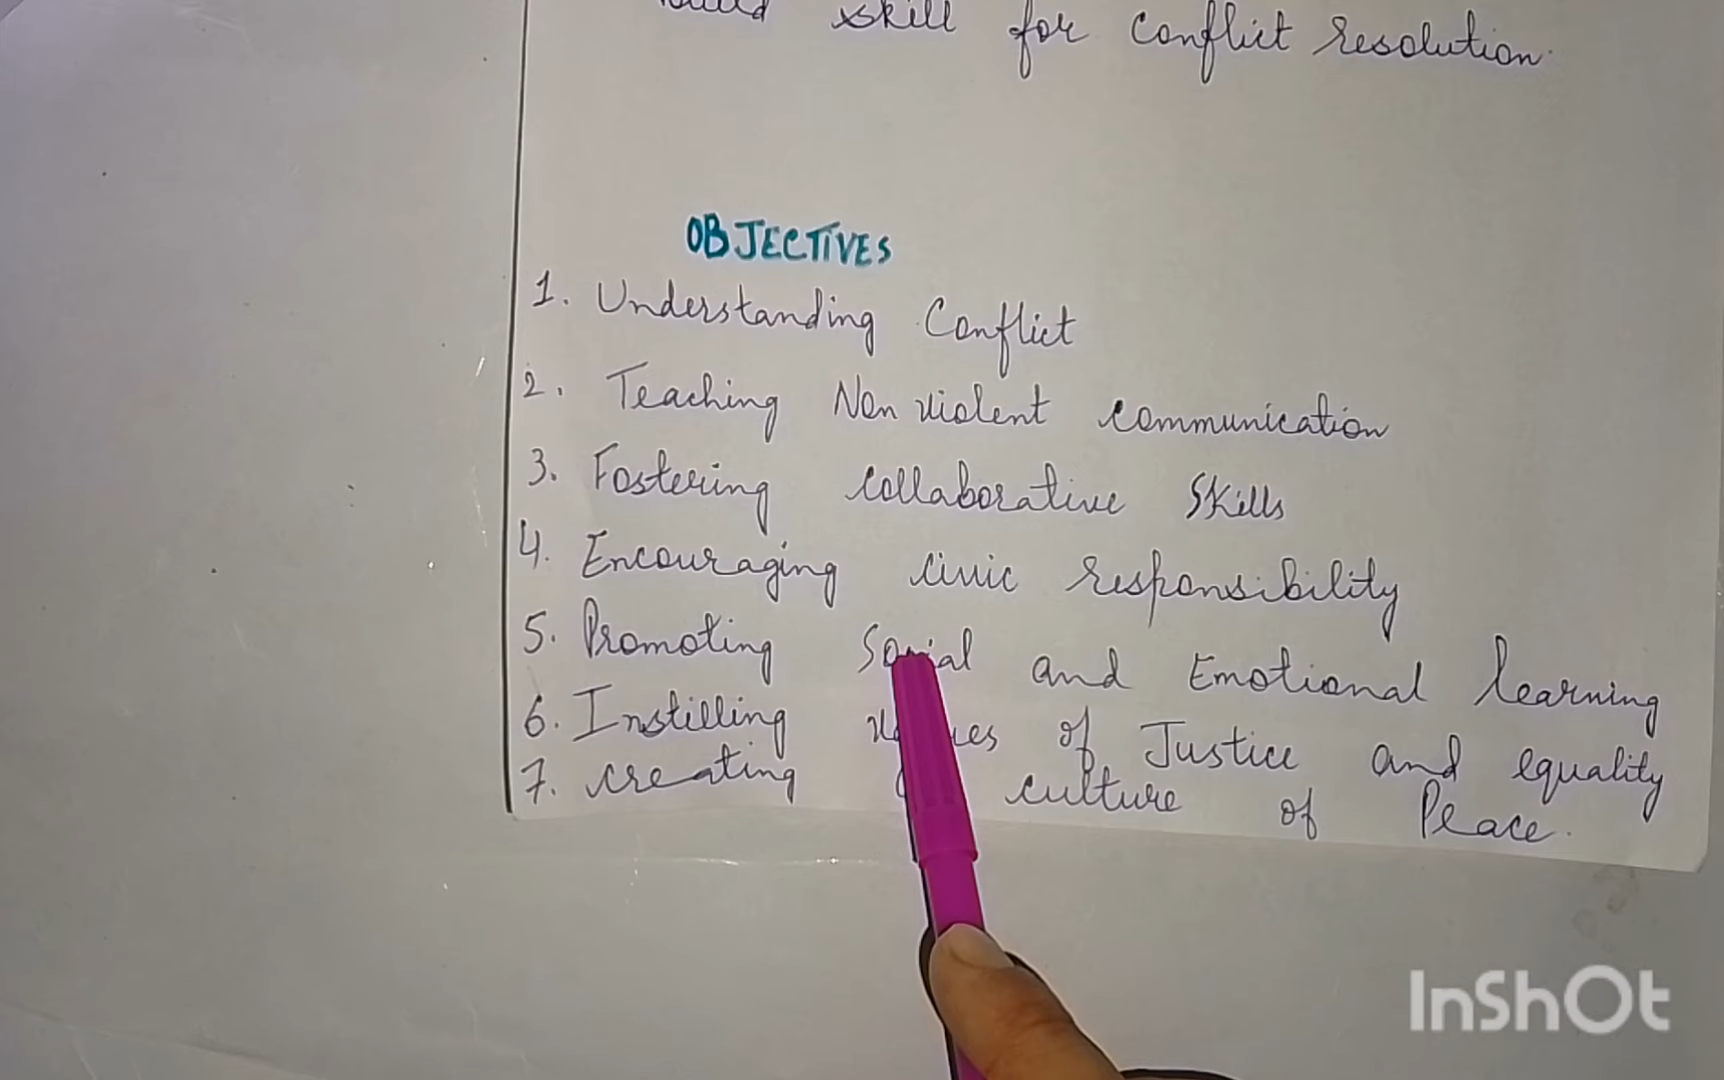 skill for Conflict resolution.
OBJECTIVES
1. Understanding Conflict
2. Teaching Non violent communication
3. Fostering collaborative Skills
4. Encouraging civic responsibility
5. Promoting Social and Emotional learning
6. Instilling values of Justice and equality
7. creating culture of Peace.
InShOt